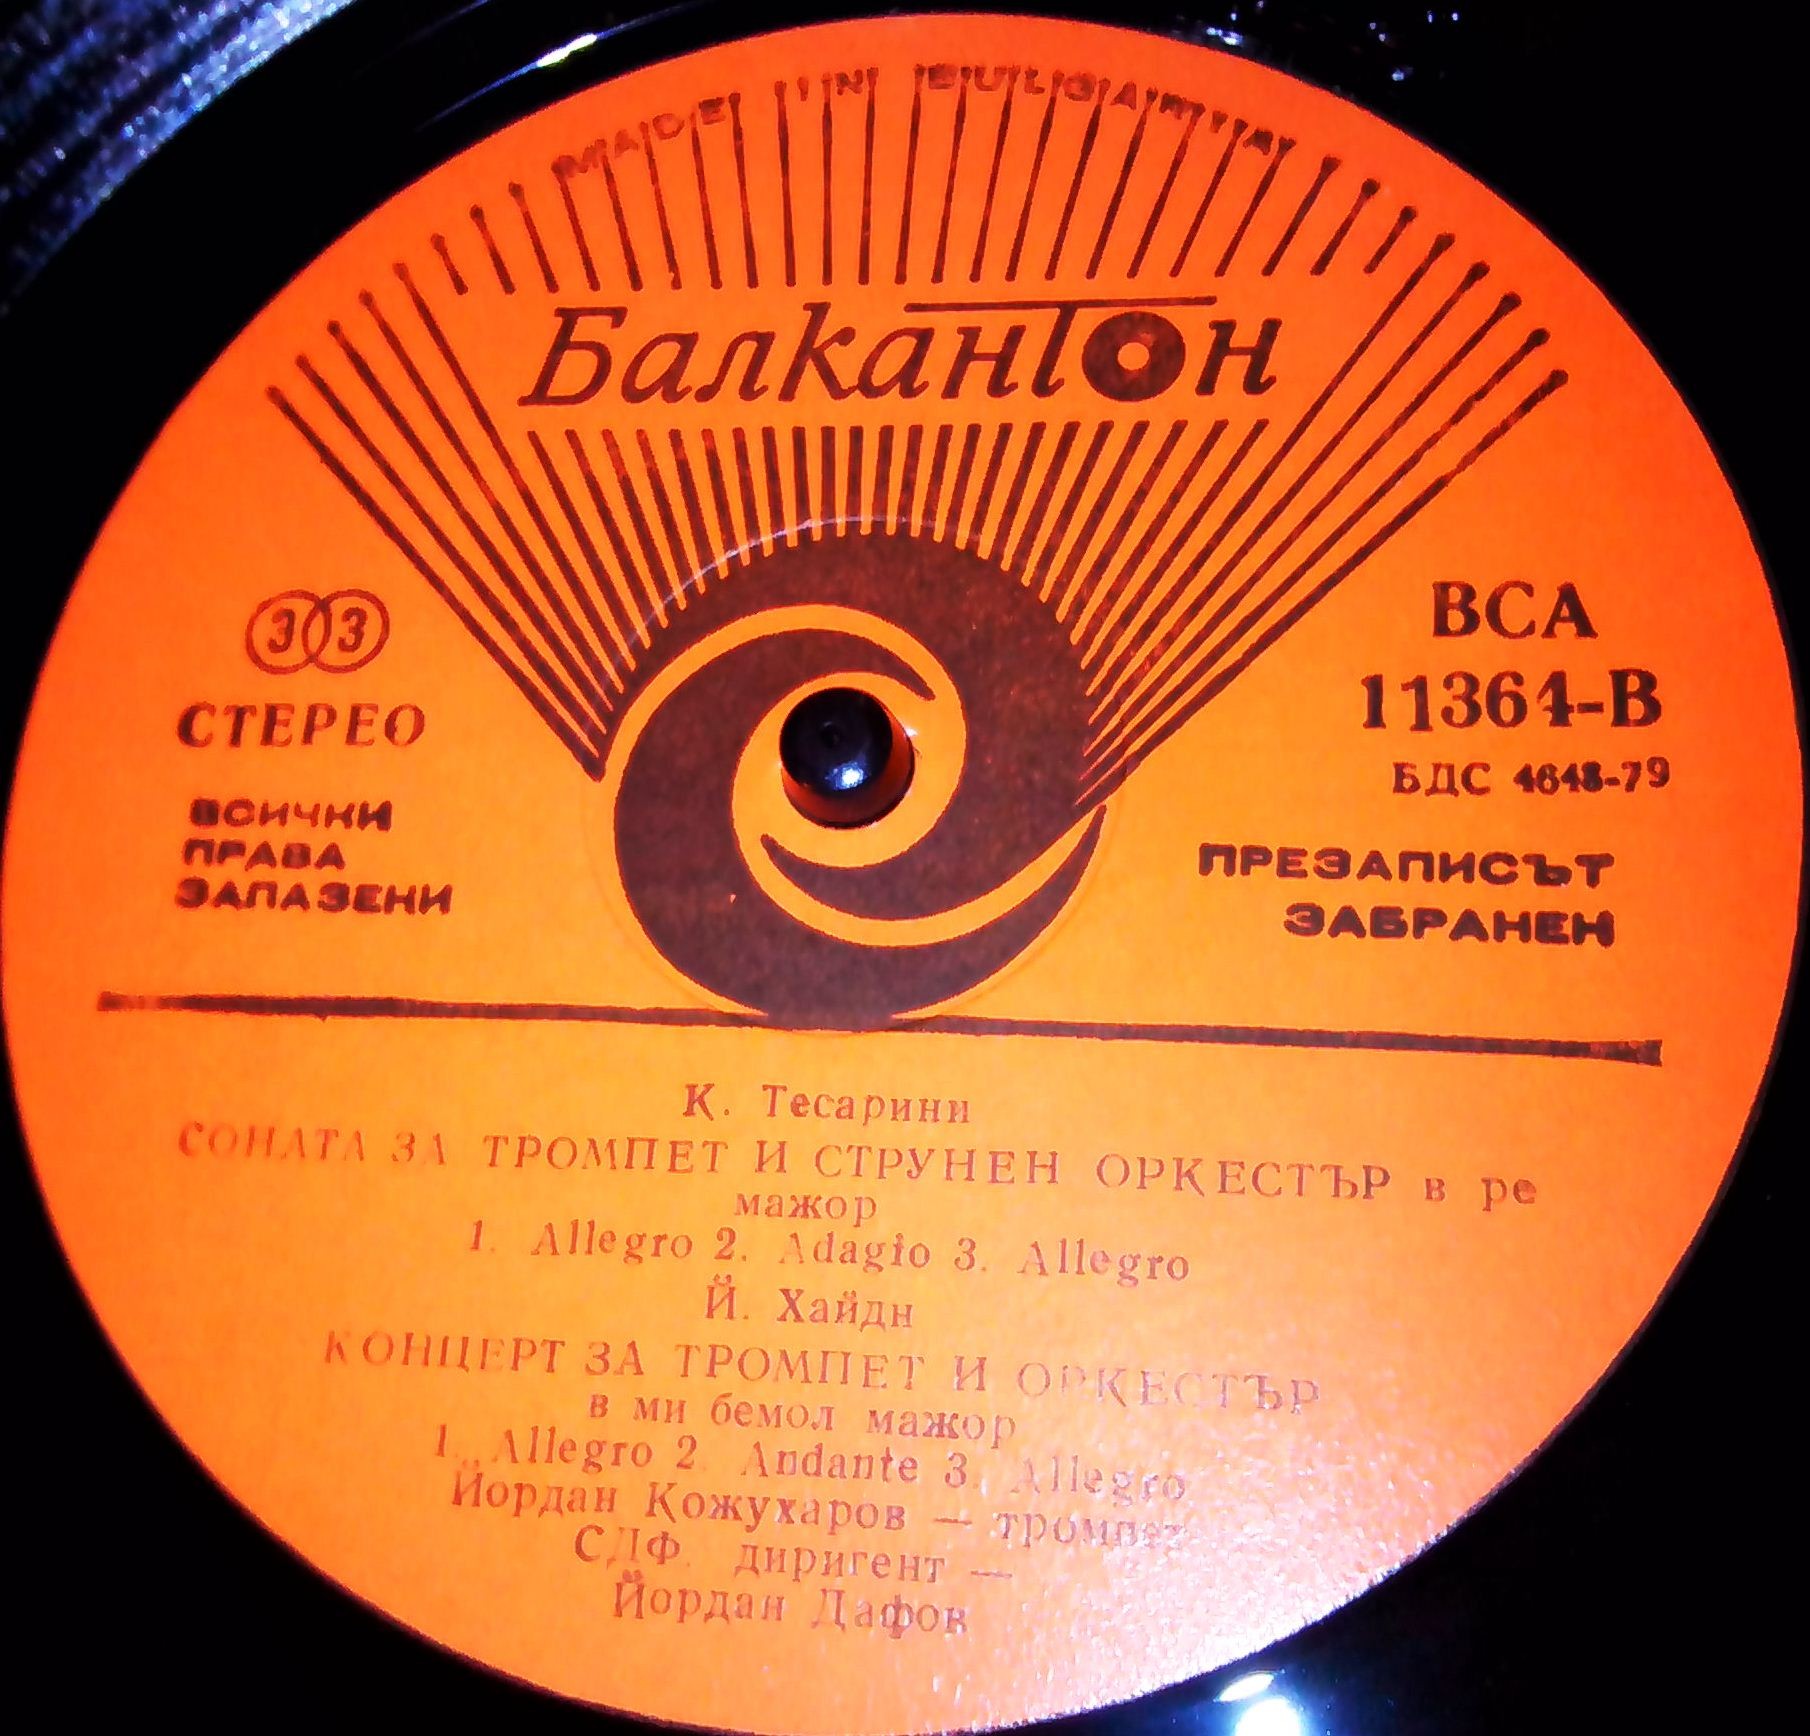 MADE IN BULGARIA
Балкантон
33
СТЕРЕО
ВСИЧКИ
ПРАВА
ЗАПАЗЕНИ
ВСА
11364-В
БДС 4648-79
ПРЕЗАПИСЪТ
ЗАБРАНЕН
К. Тесарини
СОНАТА ЗА ТРОМПЕТ И СТРУНЕН ОРКЕСТЪР в ре
мажор
1. Allegro 2. Adagio 3. Allegro
Й. Хайдн
КОНЦЕРТ ЗА ТРОМПЕТ И ОРКЕСТЪР
в ми бемол мажор
1. Allegro 2. Andante 3. Allegro
Йордан Кожухаров — тромпет
СДФ. диригент —
Йордан Дафов